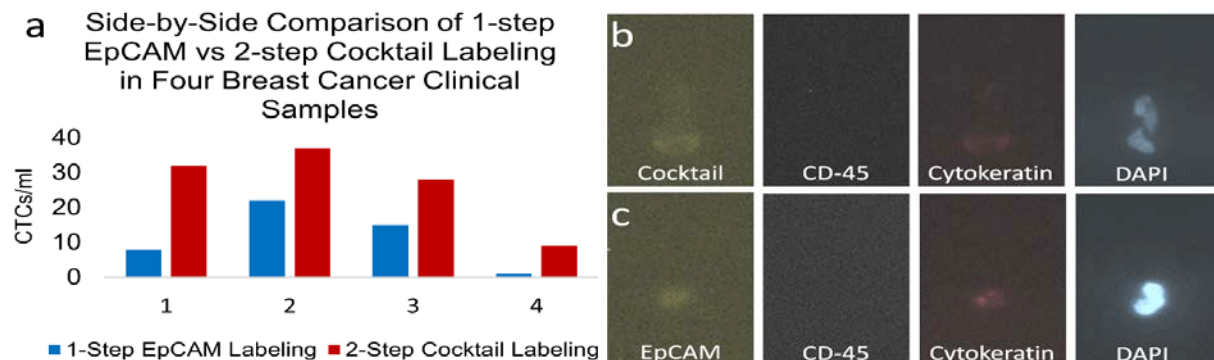 a
Side-by-Side Comparison of 1-step
EpCAM vs 2-step Cocktail Labeling
in Four Breast Cancer Clinical
Samples
40
30
20
10
0
CTCs/ml
1 2 3 4
1-Step EpCAM Labeling 2-Step Cocktail Labeling
b
Cocktail CD-45 Cytokeratin DAPI
c
EpCAM CD-45 Cytokeratin DAPI